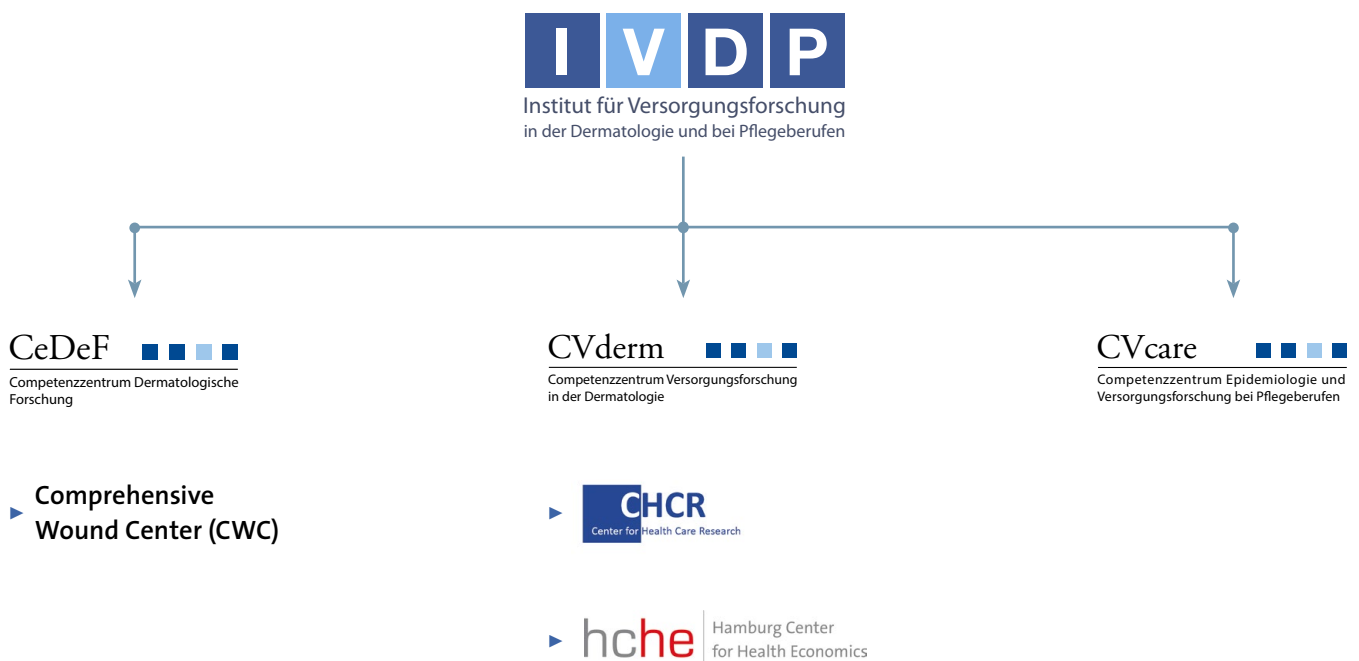 IVDP
Institut für Versorgungsforschung
in der Dermatologie und bei Pflegeberufen
CeDeF
Competenzzentrum Dermatologische
Forschung
CVderm
Competenzzentrum Versorgungsforschung
in der Dermatologie
CVcare
Competenzzentrum Epidemiologie und
Versorgungsforschung bei Pflegeberufen
Comprehensive
Wound Center (CWC)
CHCR
Center for Health Care Research
hche
Hamburg Center
for Health Economics